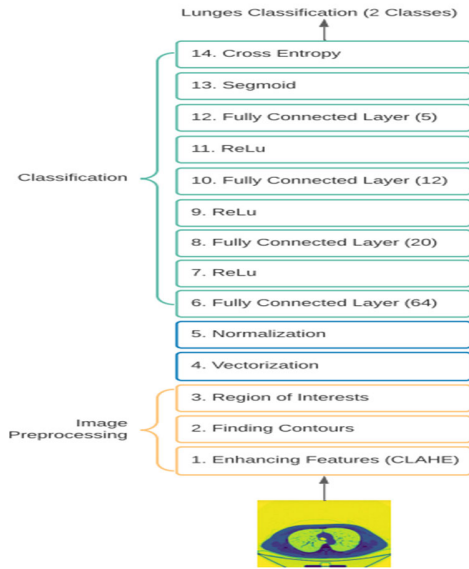 Lunges Classification (2 Classes)
14. Cross Entropy
13. Segmoid
12. Fully Connected Layer (5)
11. ReLu
Classification
10. Fully Connected Layer (12)
9. ReLu
8. Fully Connected Layer (20)
7. ReLu
6. Fully Connected Layer (64)
5. Normalization
4. Vectorization
3. Region of Interests
Image
Preprocessing
2. Finding Contours
1. Enhancing Features (CLAHE)